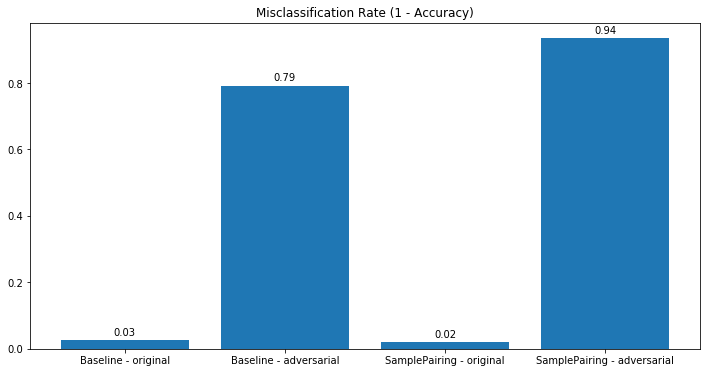 Misclassification Rate (1 - Accuracy)
0.94
0.79
0.8
0.6
0.4
0.2
0.03
0.02
0.0
Baseline - original
Baseline - adversarial
SamplePairing - original
SamplePairing - adversarial